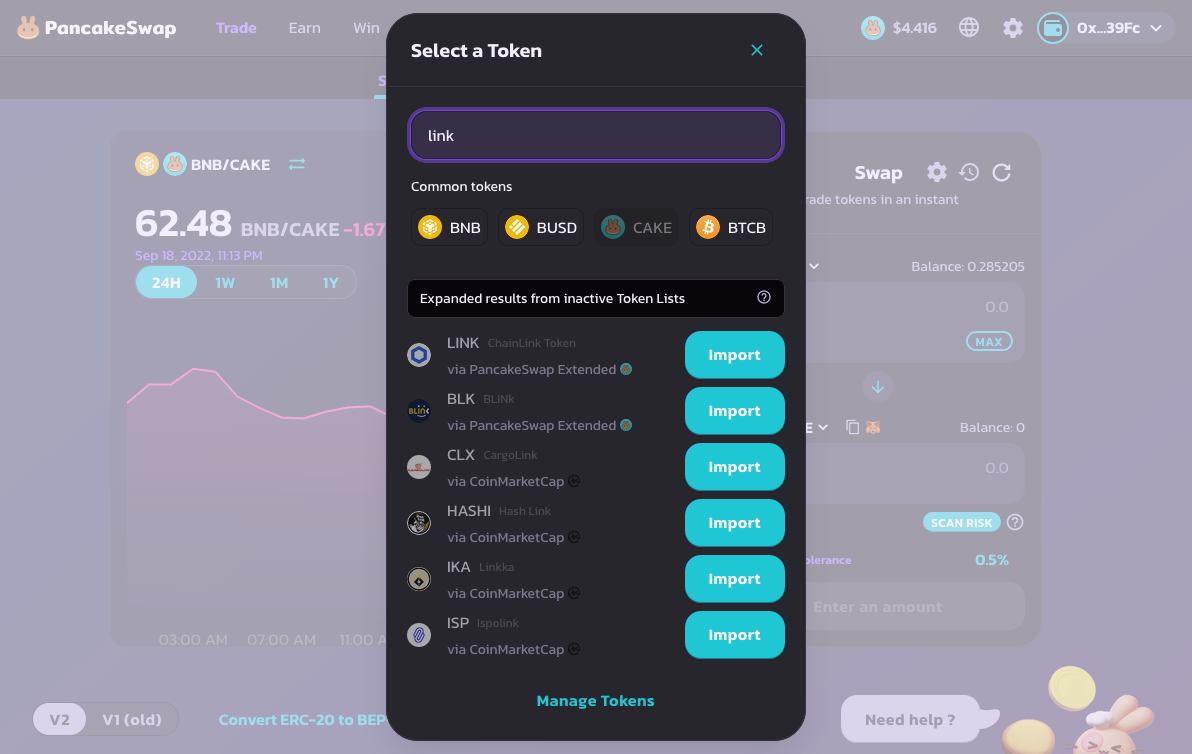 PancakeSwap Trade Earn Win $4.416 0x...39Fc
Select a Token
link
Common tokens
BNB BUSD CAKE BTCB
Expanded results from inactive Token Lists
LINK ChainLink Token
via PancakeSwap Extended
Import
BLK BLINk
via PancakeSwap Extended
Import
CLX CargoLink
via CoinMarketCap
Import
HASHI Hash Link
via CoinMarketCap
Import
IKA Linkka
via CoinMarketCap
Import
ISP Ispolink
via CoinMarketCap
Import
Manage Tokens
BNB/CAKE
62.48 BNB/CAKE -1.67
Sep 18, 2022, 11:13 PM
24H 1W 1M 1Y
03:00 AM 07:00 AM 11:00 A
Swap
rade tokens in an instant
Balance: 0.285205
0.0
MAX
E Balance: 0
0.0
SCAN RISK
olerance 0.5%
Enter an amount
V2 V1 (old) Convert ERC-20 to BEP-
Need help ?